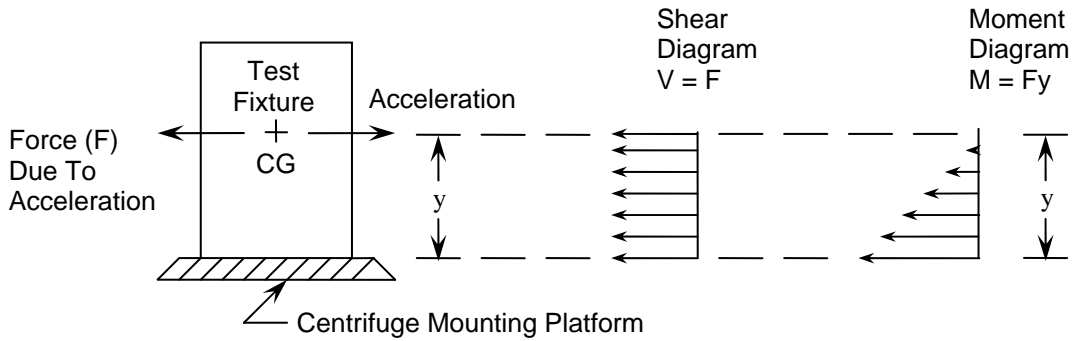 Shear
Diagram
V = F
Moment
Diagram
M = Fy
Test
Fixture
CG
Acceleration
Force (F)
Due To
Acceleration
y
y
Centrifuge Mounting Platform